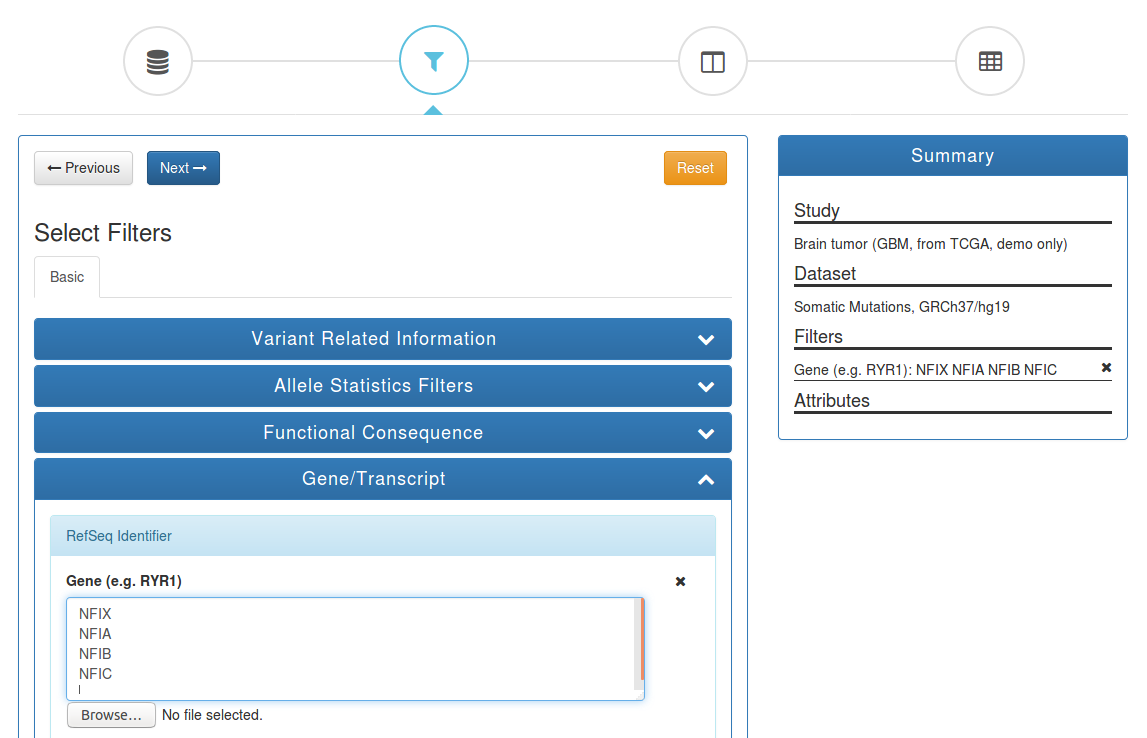 ← Previous
Next →
Reset
Select Filters
Basic
Variant Related Information
Allele Statistics Filters
Functional Consequence
Gene/Transcript
RefSeq Identifier
Gene (e.g. RYR1)
NFIX
NFIA
NFIB
NFIC
Browse... No file selected.
Summary
Study
Brain tumor (GBM, from TCGA, demo only)
Dataset
Somatic Mutations, GRCh37/hg19
Filters
Gene (e.g. RYR1): NFIX NFIA NFIB NFIC
Attributes